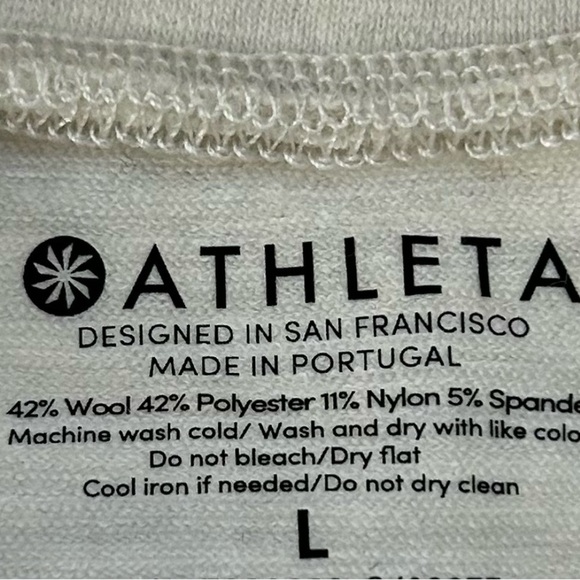 ATHLETA
DESIGNED IN SAN FRANCISCO
MADE IN PORTUGAL
42% Wool 42% Polyester 11% Nylon 5% Spande
Machine wash cold/ Wash and dry with like colo
Do not bleach/Dry flat
Cool iron if needed/Do not dry clean
L